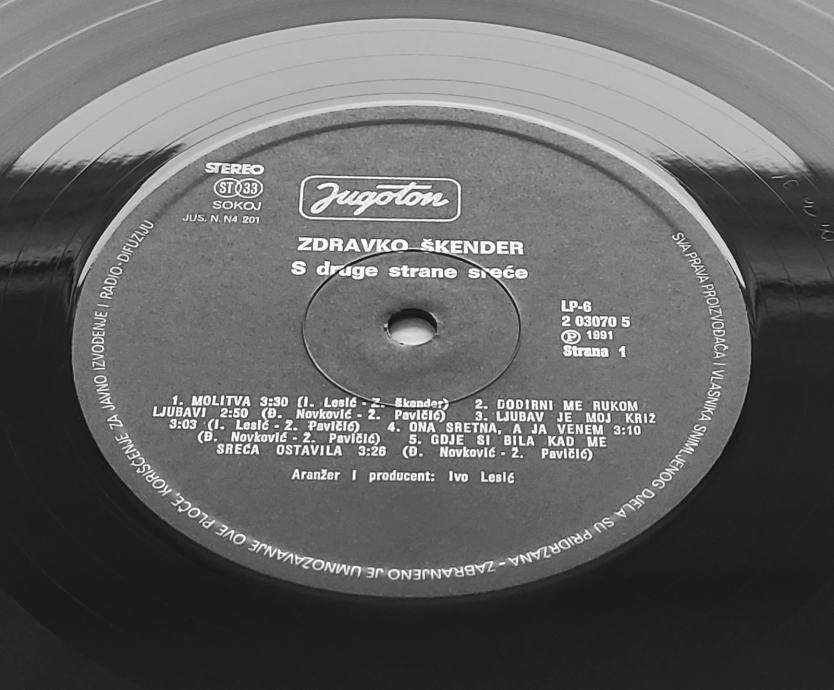 STEREO
ST 33
SOKOJ
JUS. N. N4 201
Jugoton
ZDRAVKO ŠKENDER
S druge strane sreće
LP-6
2 03070 5
Ⓟ 1991
Strana 1
1. MOLITVA 3:30 (I. Lesić - Z. Škender) 2. DODIRNI ME RUKOM
LJUBAVI 2:50 (Đ. Novković - Ž. Pavičić) 3. LJUBAV JE MOJ KRIŽ
3:03 (I. Lesić - Ž. Pavičić) 4. ONA SRETNA, A JA VENEM 3:10
(Đ. Novković - Ž. Pavičić) 5. GDJE SI BILA KAD ME
SREĆA OSTAVILA 3:26 (Đ. Novković - Ž. Pavičić)
Aranžer i producent: Ivo Lesić
SVA PRAVA PROIZVOĐAČA I VLASNIKA SNIMLJENOG DJELA SU PRIDRŽANA - ZABRANJENO JE UMNOŽAVANJE OVE PLOČE, KORIŠĆENJE ZA JAVNO IZVOĐENJE I RADIO-DIFUZIJU